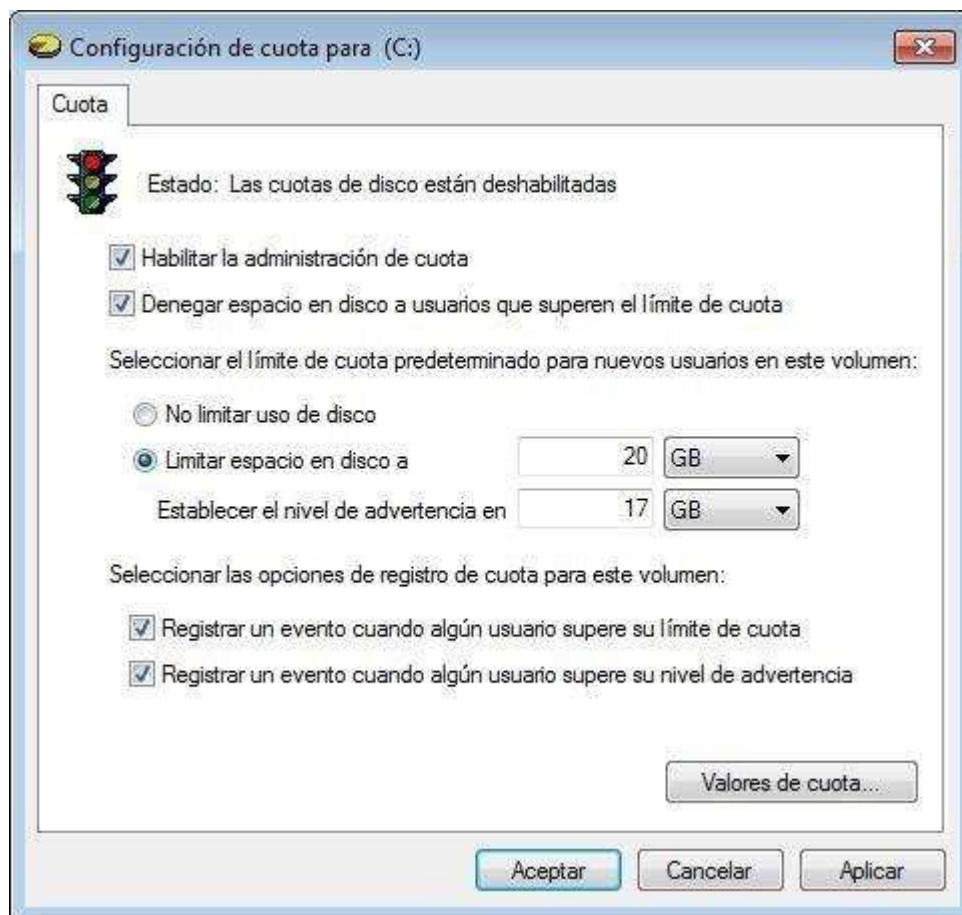 Configuración de cuota para (C:)
Cuota
Estado: Las cuotas de disco están deshabilitadas
Habilitar la administración de cuota
Denegar espacio en disco a usuarios que superen el límite de cuota
Seleccionar el límite de cuota predeterminado para nuevos usuarios en este volumen:
No limitar uso de disco
Limitar espacio en disco a 20 GB
Establecer el nivel de advertencia en 17 GB
Seleccionar las opciones de registro de cuota para este volumen:
Registrar un evento cuando algún usuario supere su límite de cuota
Registrar un evento cuando algún usuario supere su nivel de advertencia
Valores de cuota...
Aceptar Cancelar Aplicar